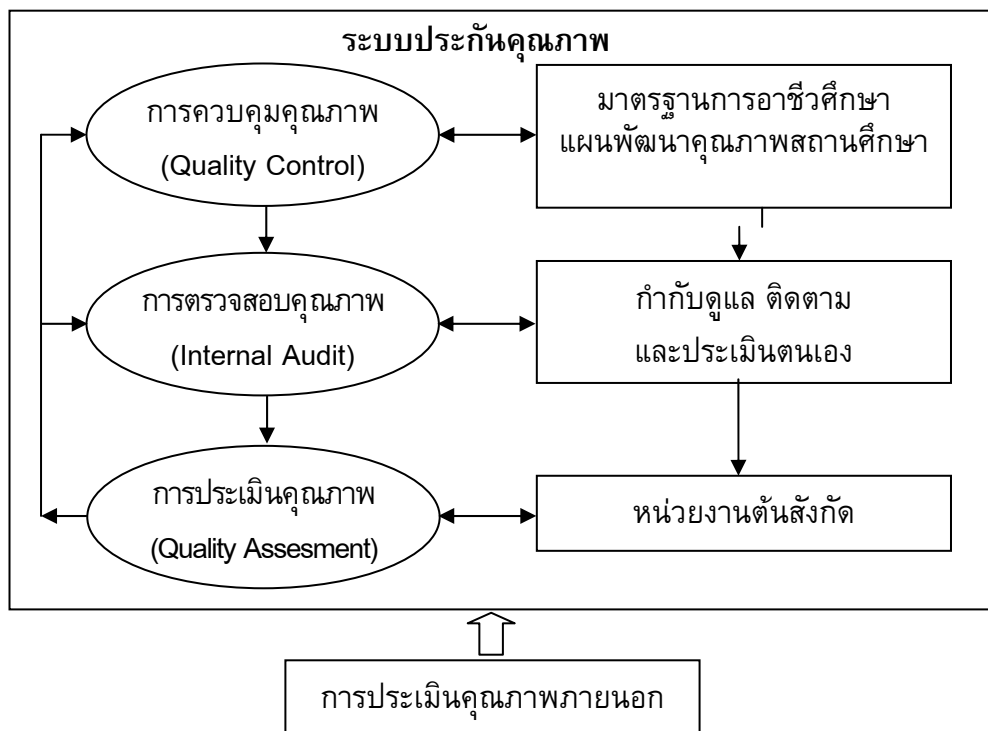 ระบบประกันคุณภาพ
การควบคุมคุณภาพ
(Quality Control)
มาตรฐานการอาชีวศึกษา
แผนพัฒนาคุณภาพสถานศึกษา
การตรวจสอบคุณภาพ
(Internal Audit)
กำกับดูแล ติดตาม
และประเมินตนเอง
การประเมินคุณภาพ
(Quality Assesment)
หน่วยงานต้นสังกัด
การประเมินคุณภาพภายนอก